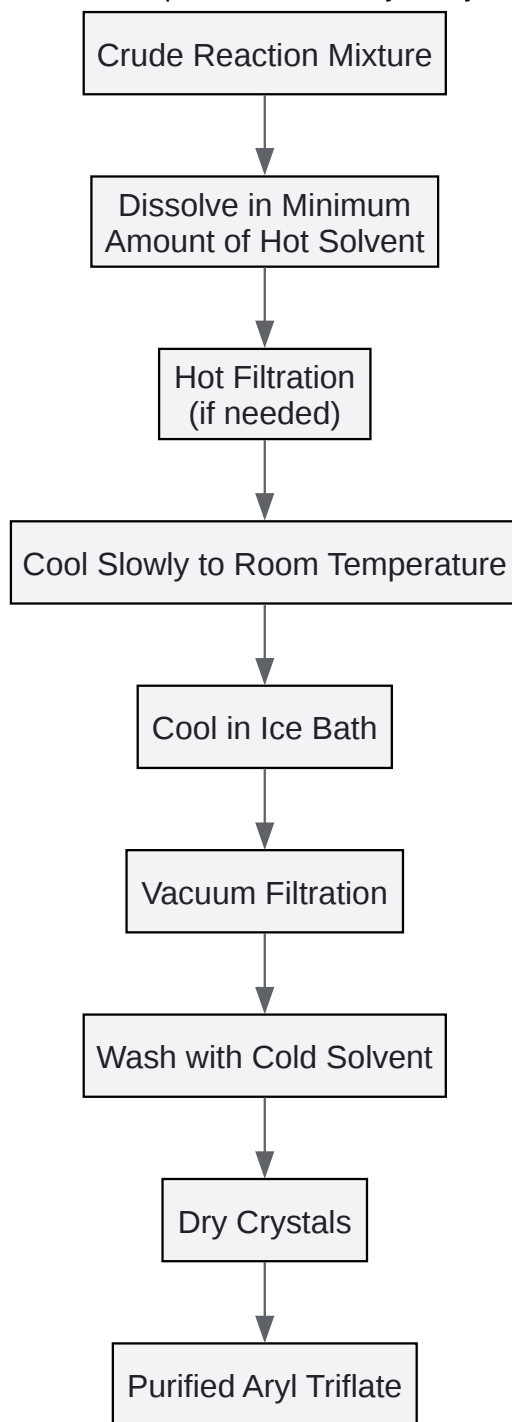 Crude Reaction Mixture
Dissolve in Minimum
Amount of Hot Solvent
Hot Filtration
(if needed)
Cool Slowly to Room Temperature
Cool in Ice Bath
Vacuum Filtration
Wash with Cold Solvent
Dry Crystals
Purified Aryl Triflate